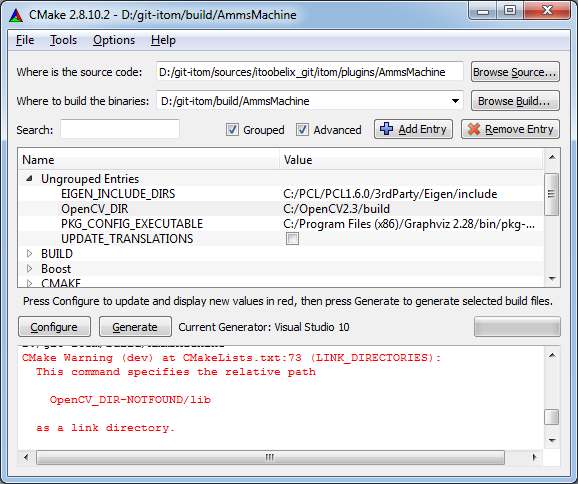 CMake 2.8.10.2 - D:/git-itom/build/AmmsMachine
File Tools Options Help
Where is the source code: D:/git-itom/sources/itoobelix_git/itom/plugins/AmmsMachine Browse Source...
Where to build the binaries: D:/git-itom/build/AmmsMachine Browse Build...
Search: Grouped Advanced Add Entry Remove Entry
Name Value
Ungrouped Entries
EIGEN_INCLUDE_DIRS C:/PCL/PCL1.6.0/3rdParty/Eigen/include
OpenCV_DIR C:/OpenCV2.3/build
PKG_CONFIG_EXECUTABLE C:/Program Files (x86)/Graphviz 2.28/bin/pkg-...
UPDATE_TRANSLATIONS
BUILD
Boost
CMAKE
Press Configure to update and display new values in red, then press Generate to generate selected build files.
Configure Generate Current Generator: Visual Studio 10
CMake Warning (dev) at CMakeLists.txt:73 (LINK_DIRECTORIES):
This command specifies the relative path
OpenCV_DIR-NOTFOUND/lib
as a link directory.